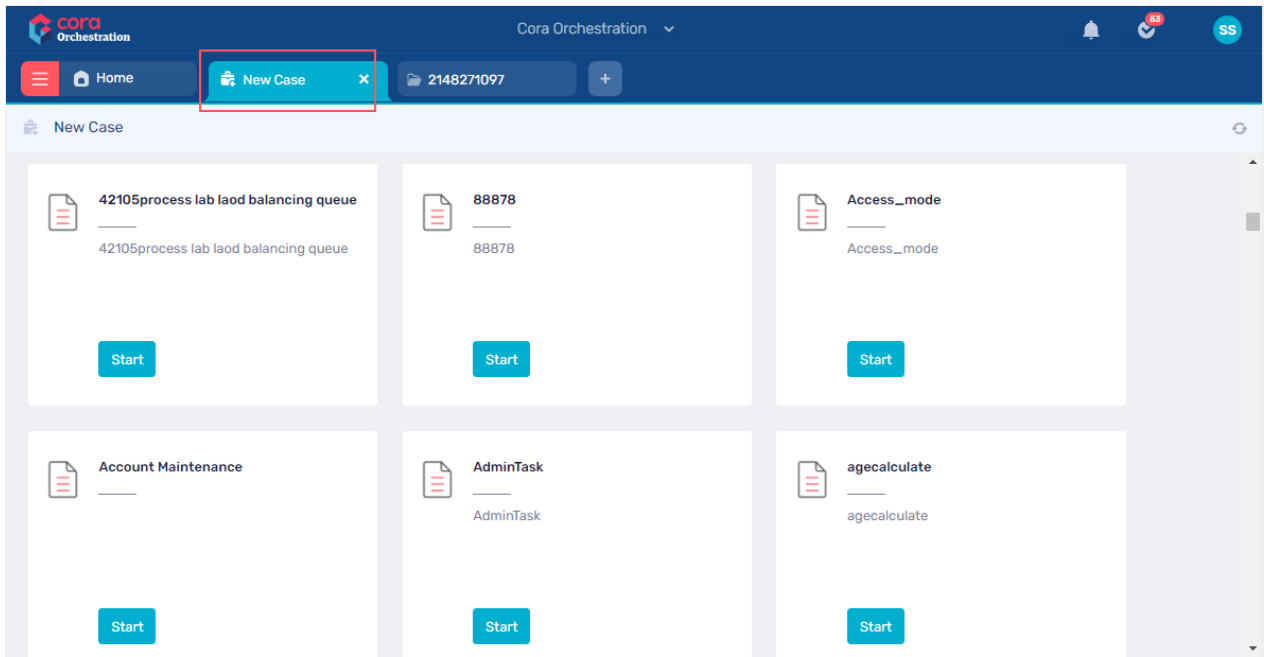 cora
Orchestration
Cora Orchestration
53
SS
Home
New Case
2148271097
+
New Case
42105process lab laod balancing queue
42105process lab laod balancing queue
Start
88878
88878
Start
Access_mode
Access_mode
Start
Account Maintenance
Start
AdminTask
AdminTask
Start
agecalculate
agecalculate
Start